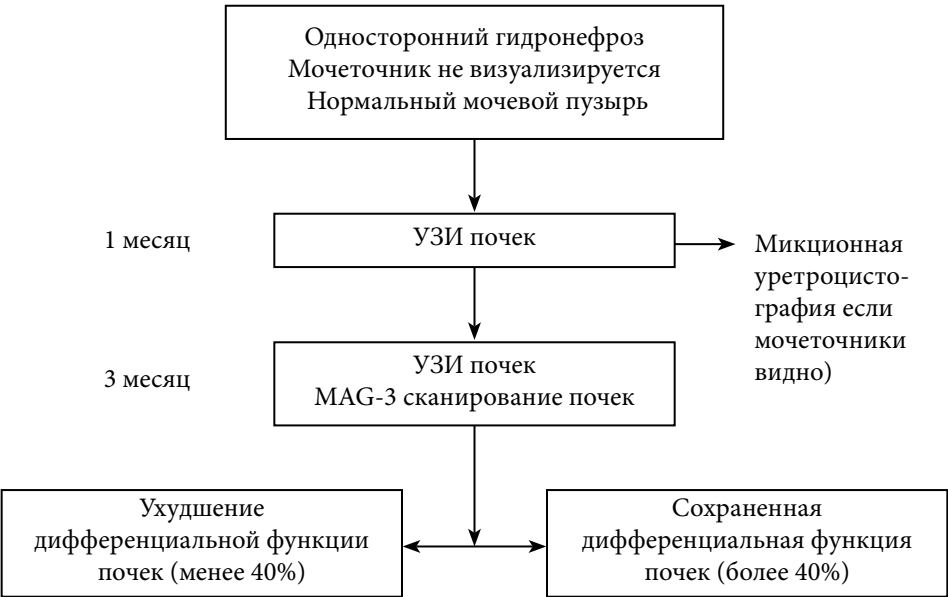 Односторонний гидронефроз
Мочеточник не визуализируется
Нормальный мочевой пузырь
1 месяц
УЗИ почек
Микционная
уретроцисто-
графия если
мочеточники
видно)
3 месяц
УЗИ почек
MAG-3 сканирование почек
Ухудшение
дифференциальной функции
почек (менее 40%)
Сохраненная
дифференциальная функция
почек (более 40%)